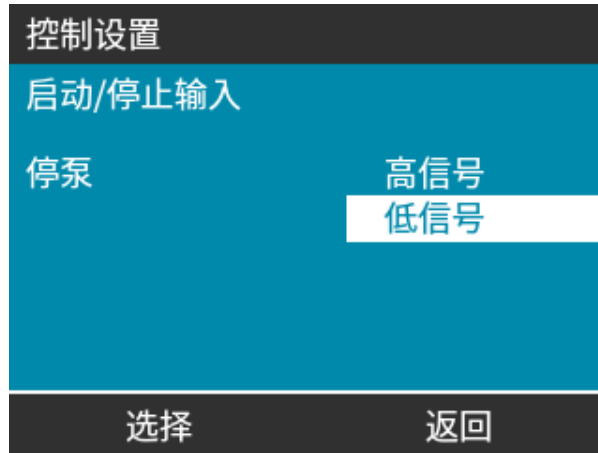 控制设置
启动/停止输入
停泵 高信号
低信号
选择 返回